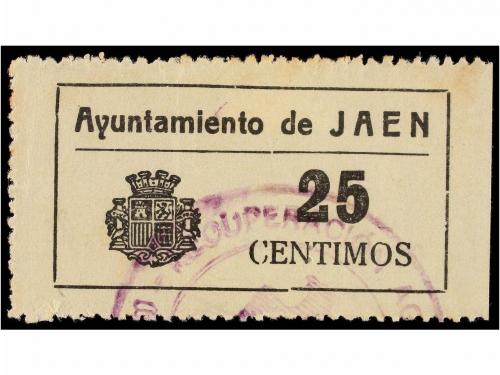 Ayuntamiento de JAEN
25
CENTIMOS